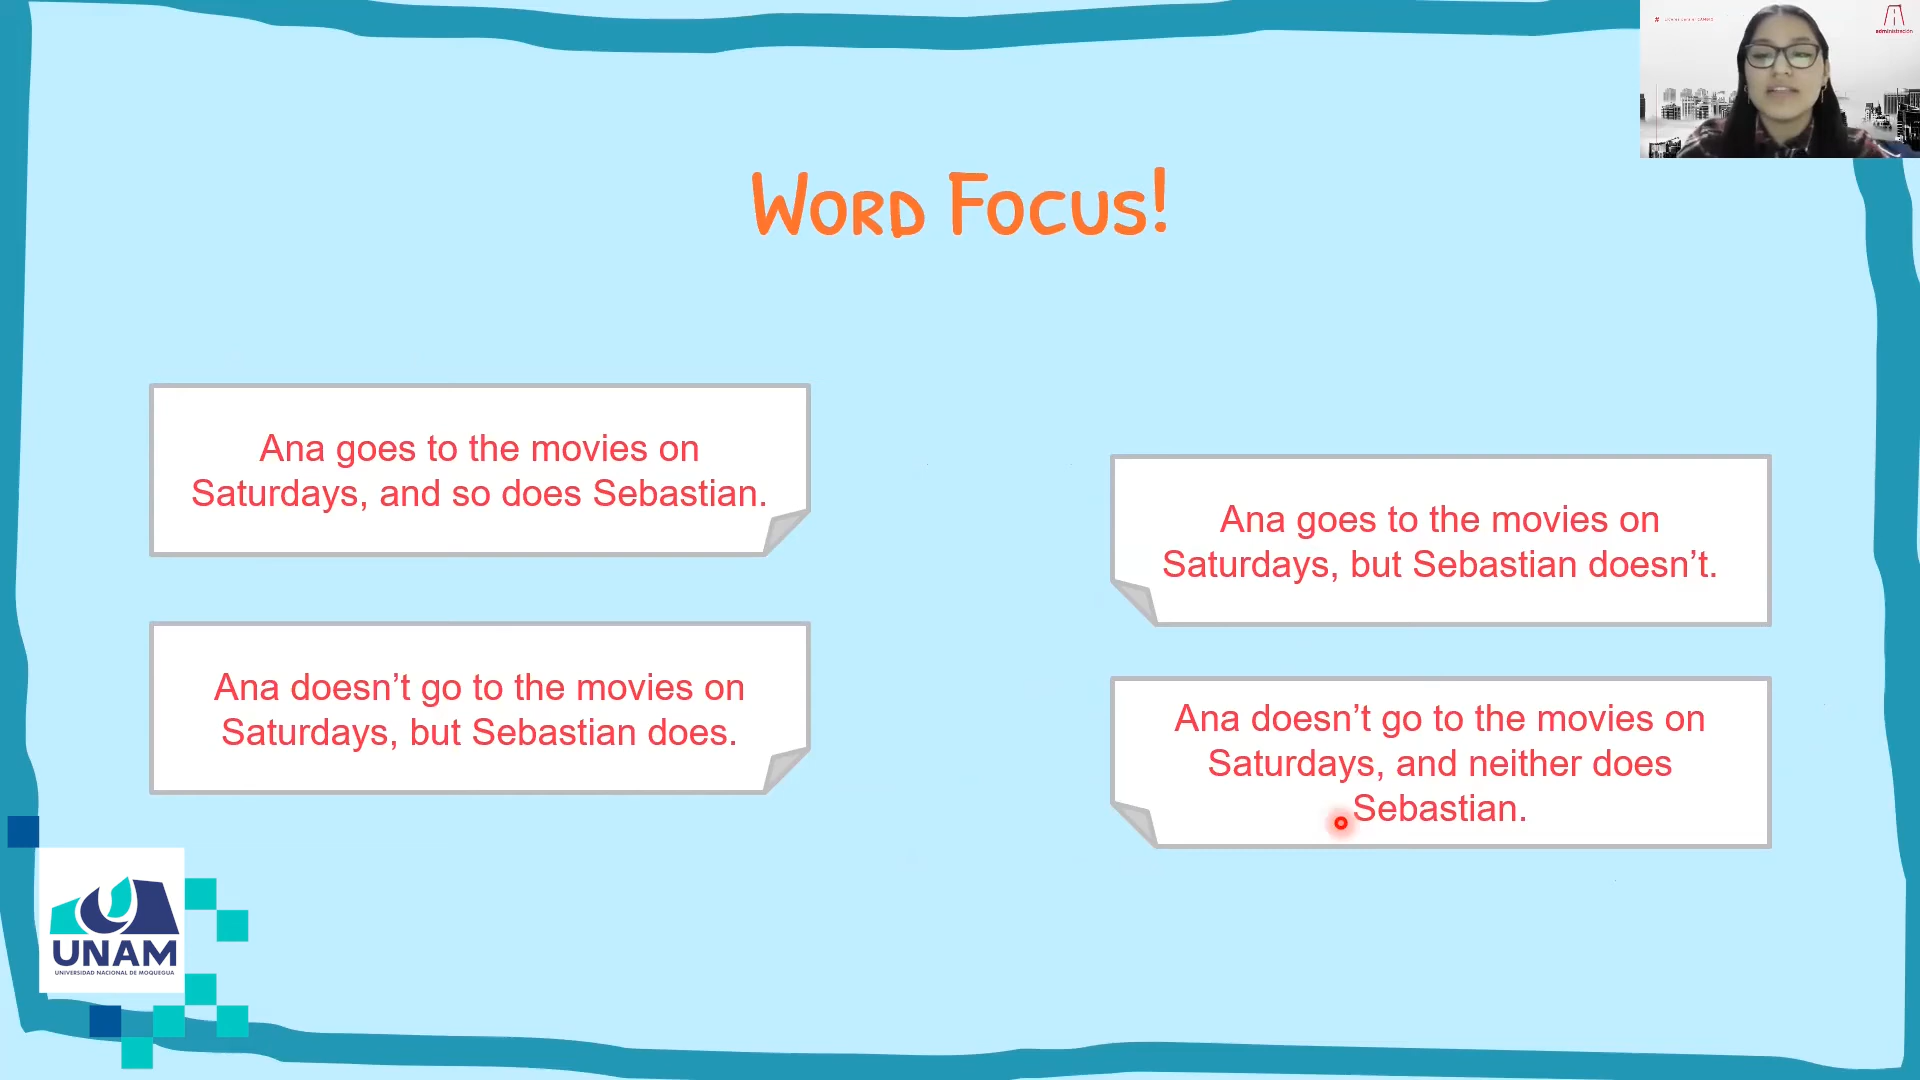 administración
WORD FOCUS!
Ana goes to the movies on
Saturdays, and so does Sebastian.
Ana goes to the movies on
Saturdays, but Sebastian doesn’t.
Ana doesn’t go to the movies on
Saturdays, but Sebastian does.
Ana doesn’t go to the movies on
Saturdays, and neither does
Sebastian.
UNAM
UNIVERSIDAD NACIONAL DE MOQUEGUA